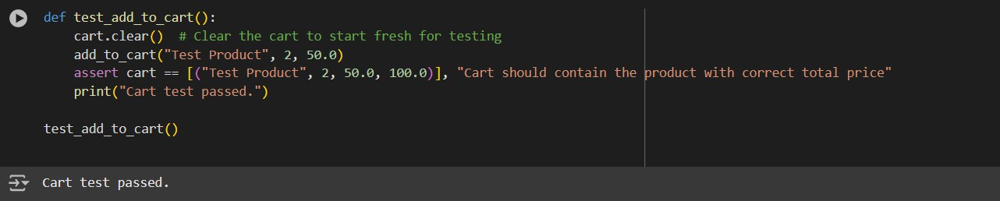 def test_add_to_cart():
    cart.clear()  # Clear the cart to start fresh for testing
    add_to_cart("Test Product", 2, 50.0)
    assert cart == [("Test Product", 2, 50.0, 100.0)], "Cart should contain the product with correct total price"
    print("Cart test passed.")
test_add_to_cart()
Cart test passed.